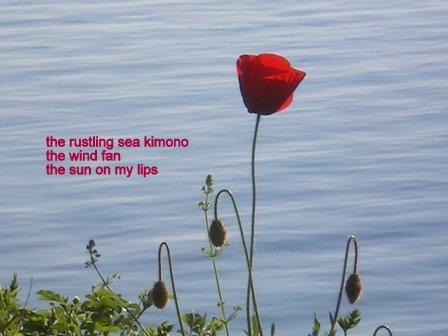 the rustling sea kimono
the wind fan
the sun on my lips